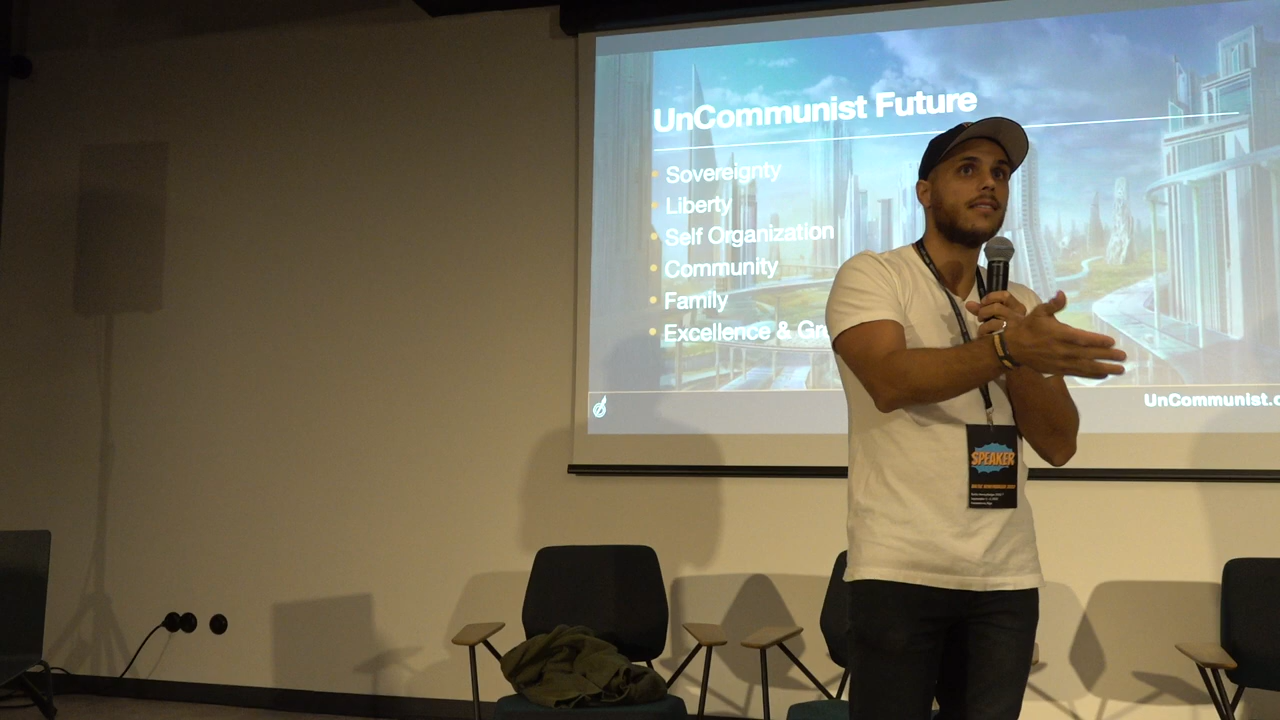 UnCommunist Future
Sovereignty
Liberty
Self Organization
Community
Family
Excellence &
UnCommunist.
SPEAKER